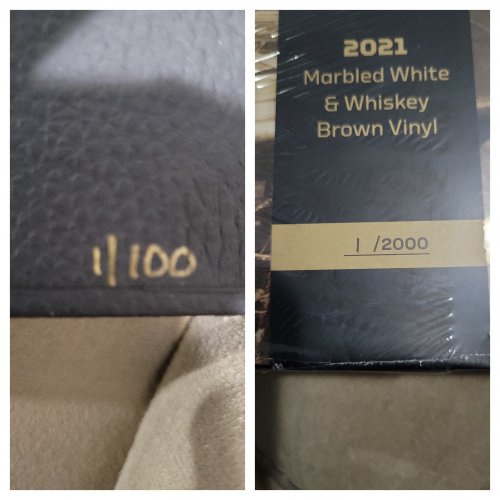 1/100
2021
Marbled White
& Whiskey
Brown Vinyl
1 /2000